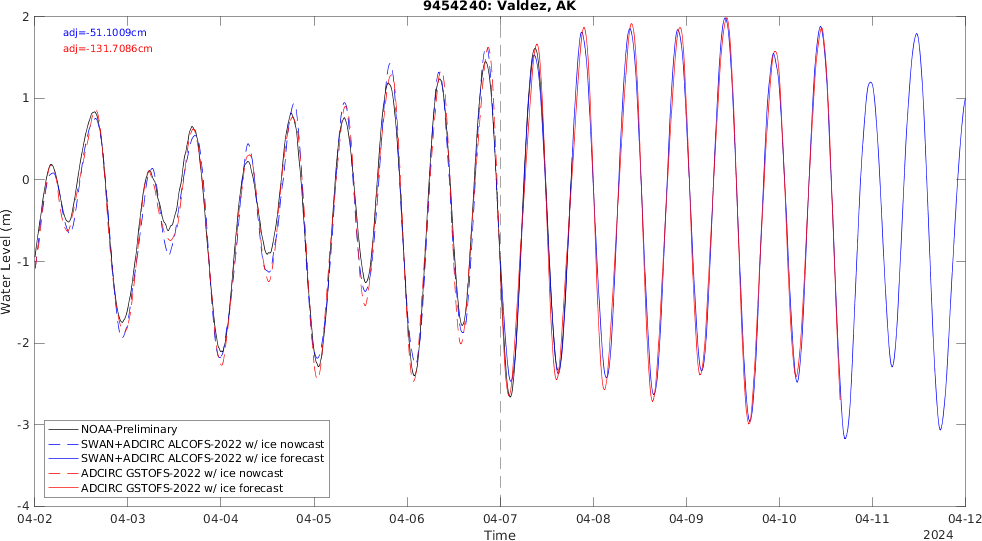 9454240: Valdez, AK
adj=-51.1009cm
adj=-131.7086cm
2
1
0
-1
-2
-3
-4
Water Level (m)
NOAA-Preliminary
SWAN+ADCIRC ALCOFS-2022 w/ ice nowcast
SWAN+ADCIRC ALCOFS-2022 w/ ice forecast
ADCIRC GSTOFS-2022 w/ ice nowcast
ADCIRC GSTOFS-2022 w/ ice forecast
04-02 04-03 04-04 04-05 04-06 04-07 04-08 04-09 04-10 04-11 04-12
Time
2024